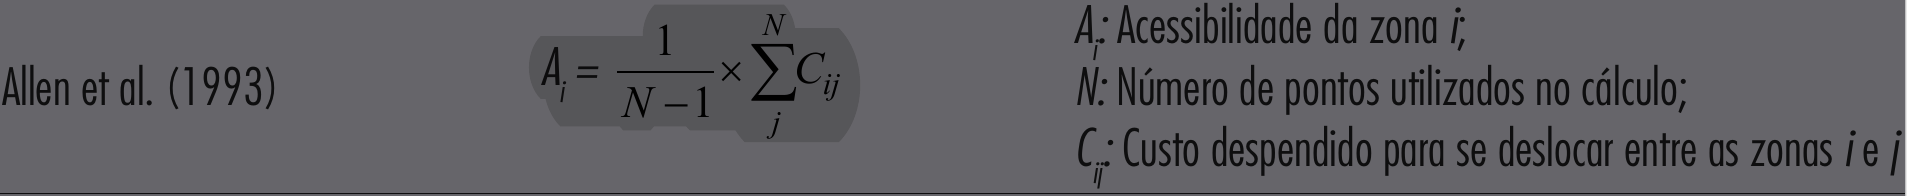 Allen et al. (1993)
A_i = 1/(N − 1) × ∑_j^N C_ij
A_i: Acessibilidade da zona i;
N: Número de pontos utilizados no cálculo;
C_ij: Custo despendido para se deslocar entre as zonas i e j